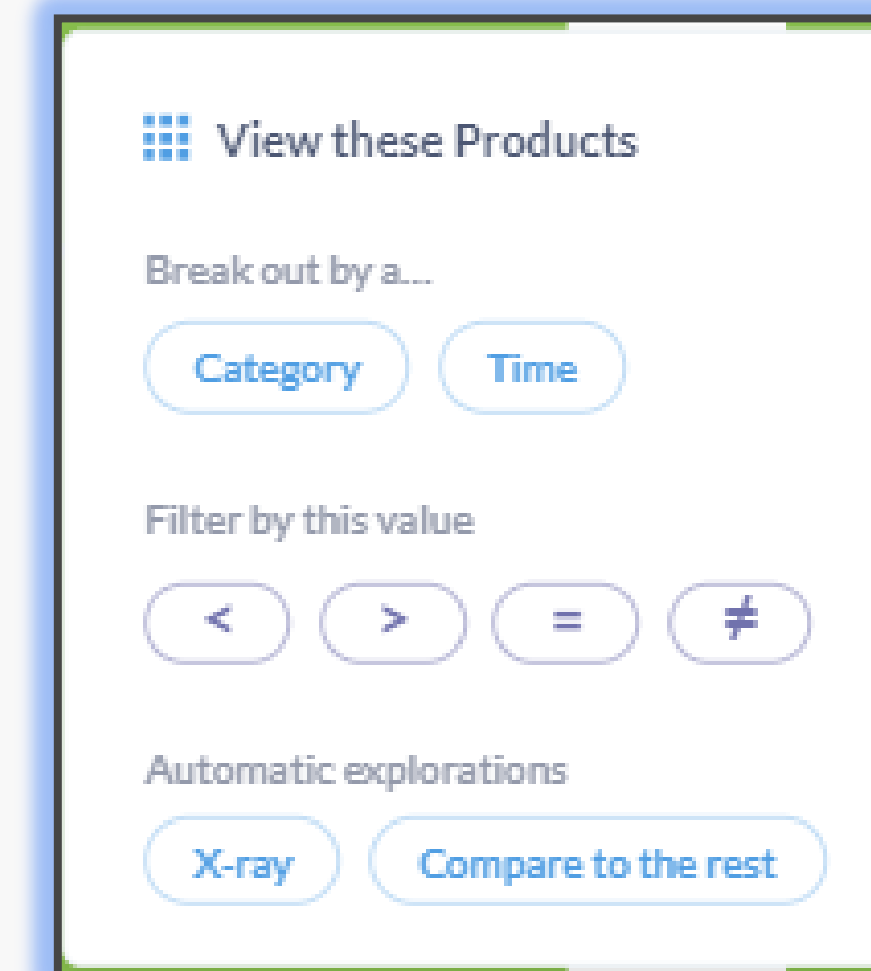 View these Products
Break out by a...
Category Time
Filter by this value
< > = ≠
Automatic explorations
X-ray Compare to the rest